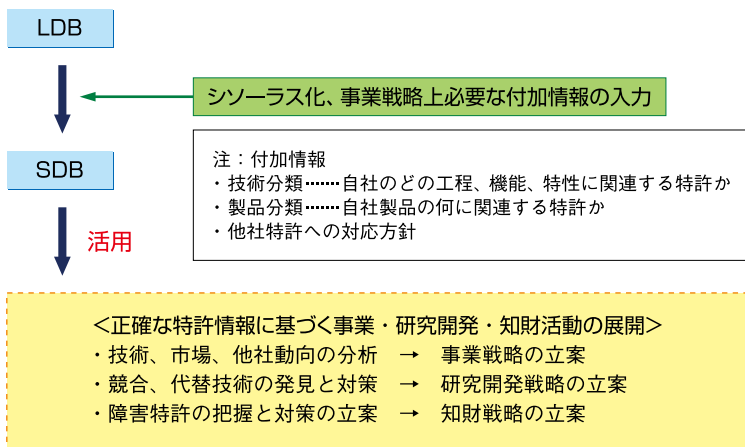 LDB
シソーラス化、事業戦略上必要な付加情報の入力
SDB
注：付加情報
・技術分類……自社のどの工程、機能、特性に関連する特許か
・製品分類……自社製品の何に関連する特許か
・他社特許への対応方針
活用
＜正確な特許情報に基づく事業・研究開発・知財活動の展開＞
・技術、市場、他社動向の分析　→　事業戦略の立案
・競合、代替技術の発見と対策　→　研究開発戦略の立案
・障害特許の把握と対策の立案　→　知財戦略の立案